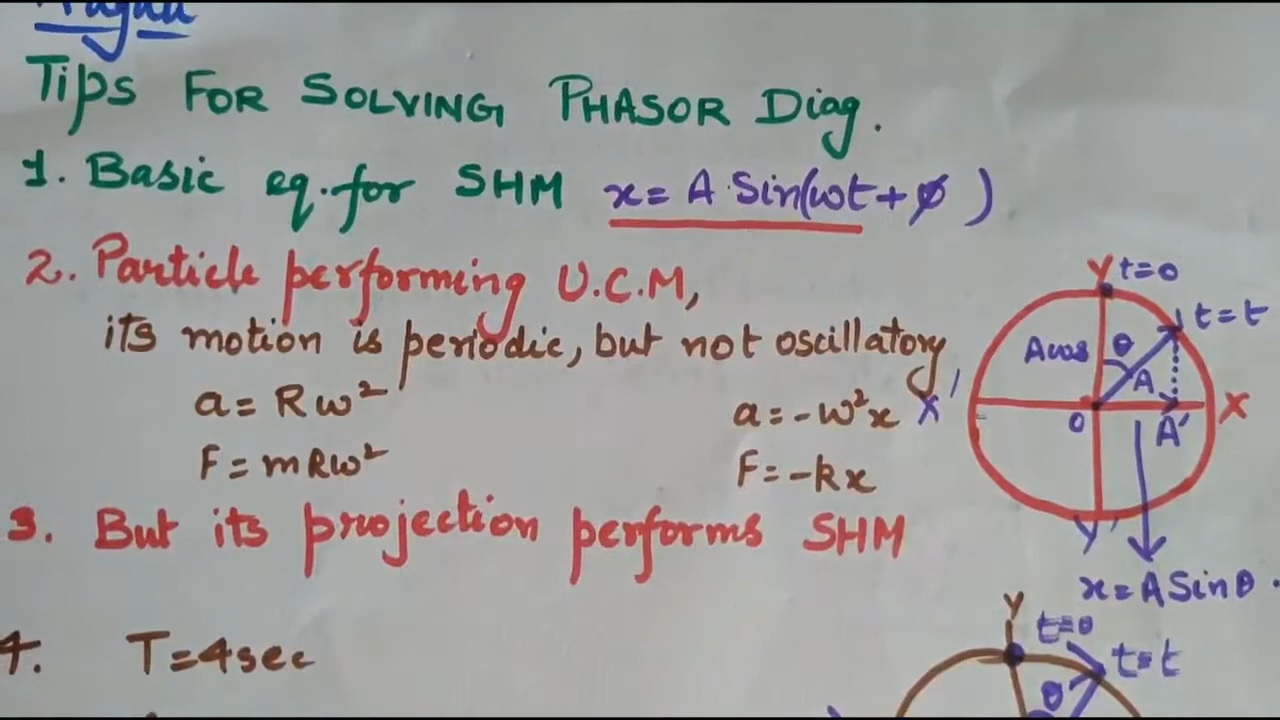 Tips FOR SOLVING PHASOR Diag.
1. Basic eq. for SHM x = A Sin(ωt + ϕ )
2. Particle performing U.C.M,
its motion is periodic, but not oscillatory
a = Rω²
a = -ω²x
F = mRω²
F = -kx
Y t=0
t=t
Acos θ
A
X'
O
A'
X
Y'
x = A Sin θ.
3. But its projection performs SHM
4. T=4sec
Y
t=0
t=t
θ